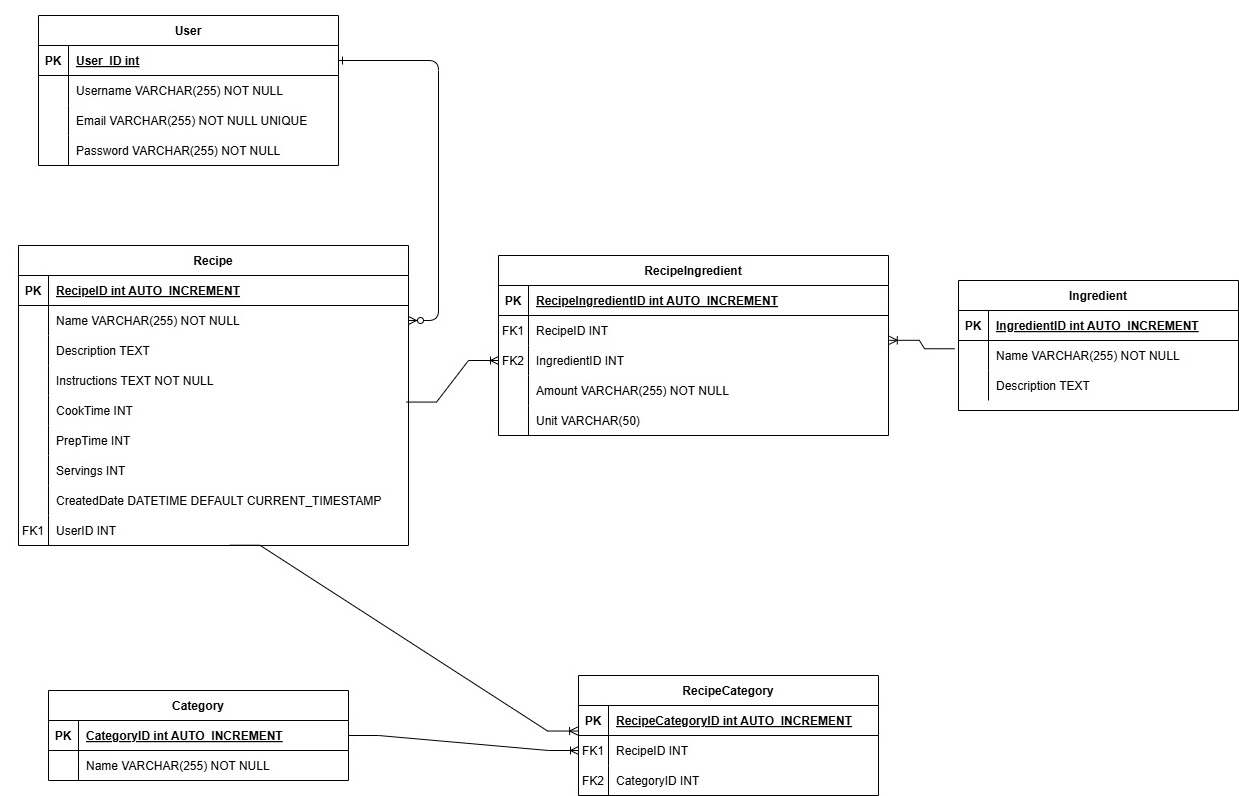 User
PK User_ID int
Username VARCHAR(255) NOT NULL
Email VARCHAR(255) NOT NULL UNIQUE
Password VARCHAR(255) NOT NULL
Recipe
PK RecipeID int AUTO_INCREMENT
Name VARCHAR(255) NOT NULL
Description TEXT
Instructions TEXT NOT NULL
CookTime INT
PrepTime INT
Servings INT
CreatedDate DATETIME DEFAULT CURRENT_TIMESTAMP
FK1 UserID INT
RecipeIngredient
PK RecipeIngredientID int AUTO_INCREMENT
FK1 RecipeID INT
FK2 IngredientID INT
Amount VARCHAR(255) NOT NULL
Unit VARCHAR(50)
Ingredient
PK IngredientID int AUTO_INCREMENT
Name VARCHAR(255) NOT NULL
Description TEXT
Category
PK CategoryID int AUTO_INCREMENT
Name VARCHAR(255) NOT NULL
RecipeCategory
PK RecipeCategoryID int AUTO_INCREMENT
FK1 RecipeID INT
FK2 CategoryID INT